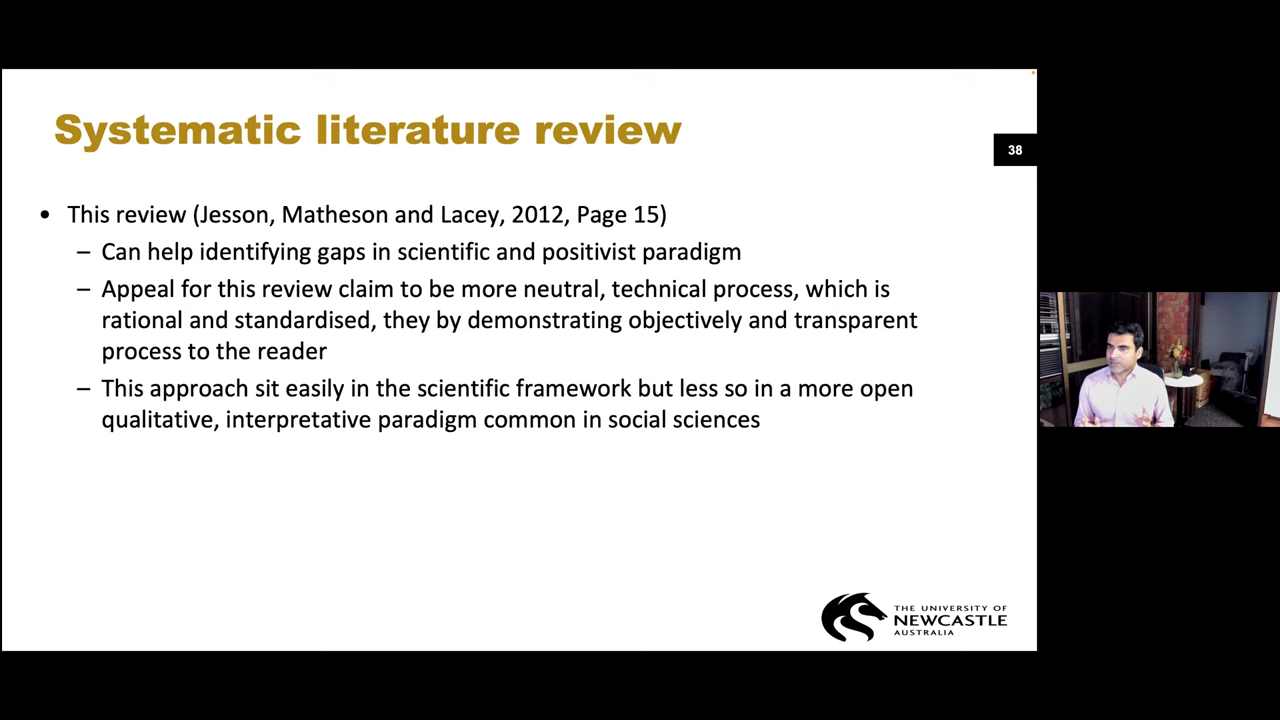 Systematic literature review
38
• This review (Jesson, Matheson and Lacey, 2012, Page 15)
– Can help identifying gaps in scientific and positivist paradigm
– Appeal for this review claim to be more neutral, technical process, which is
rational and standardised, they by demonstrating objectively and transparent
process to the reader
– This approach sit easily in the scientific framework but less so in a more open
qualitative, interpretative paradigm common in social sciences
THE UNIVERSITY OF
NEWCASTLE
AUSTRALIA